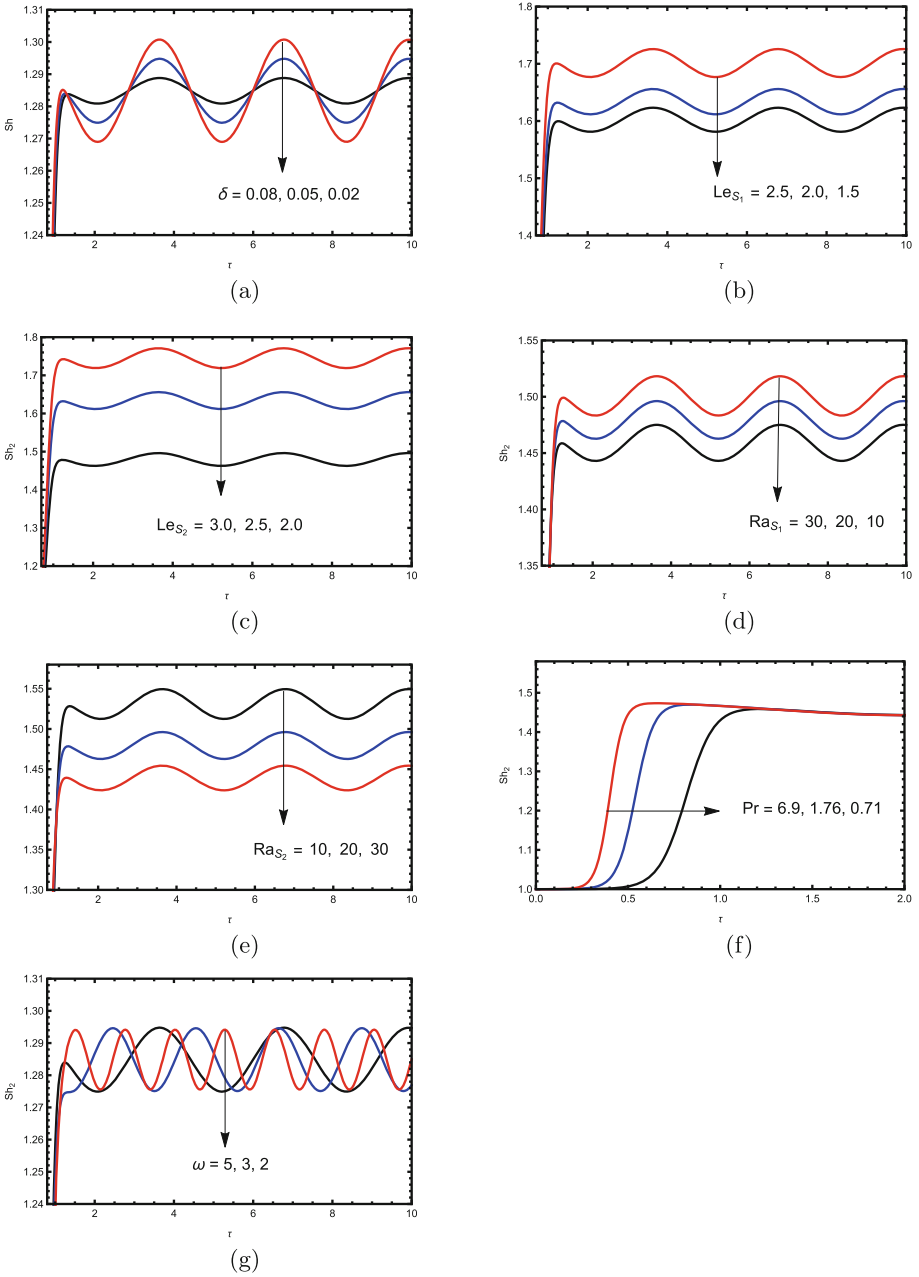 1.31
1.30
1.29
1.28
1.27
1.26
1.25
1.24
Sh
δ = 0.08, 0.05, 0.02
2 4 6 8 10
τ
(a)
1.8
1.7
1.6
1.5
1.4
Sh₂
Le_S₁ = 2.5, 2.0, 1.5
2 4 6 8 10
τ
(b)
1.8
1.7
1.6
1.5
1.4
1.3
1.2
Sh₂
Le_S₂ = 3.0, 2.5, 2.0
2 4 6 8 10
τ
(c)
1.55
1.50
1.45
1.40
1.35
Sh₂
Ra_S₁ = 30, 20, 10
2 4 6 8 10
τ
(d)
1.55
1.50
1.45
1.40
1.35
1.30
Sh₂
Ra_S₂ = 10, 20, 30
2 4 6 8 10
τ
(e)
1.5
1.4
1.3
1.2
1.1
1.0
Sh₂
Pr = 6.9, 1.76, 0.71
0.0 0.5 1.0 1.5 2.0
τ
(f)
1.31
1.30
1.29
1.28
1.27
1.26
1.25
1.24
Sh₂
ω = 5, 3, 2
2 4 6 8 10
τ
(g)